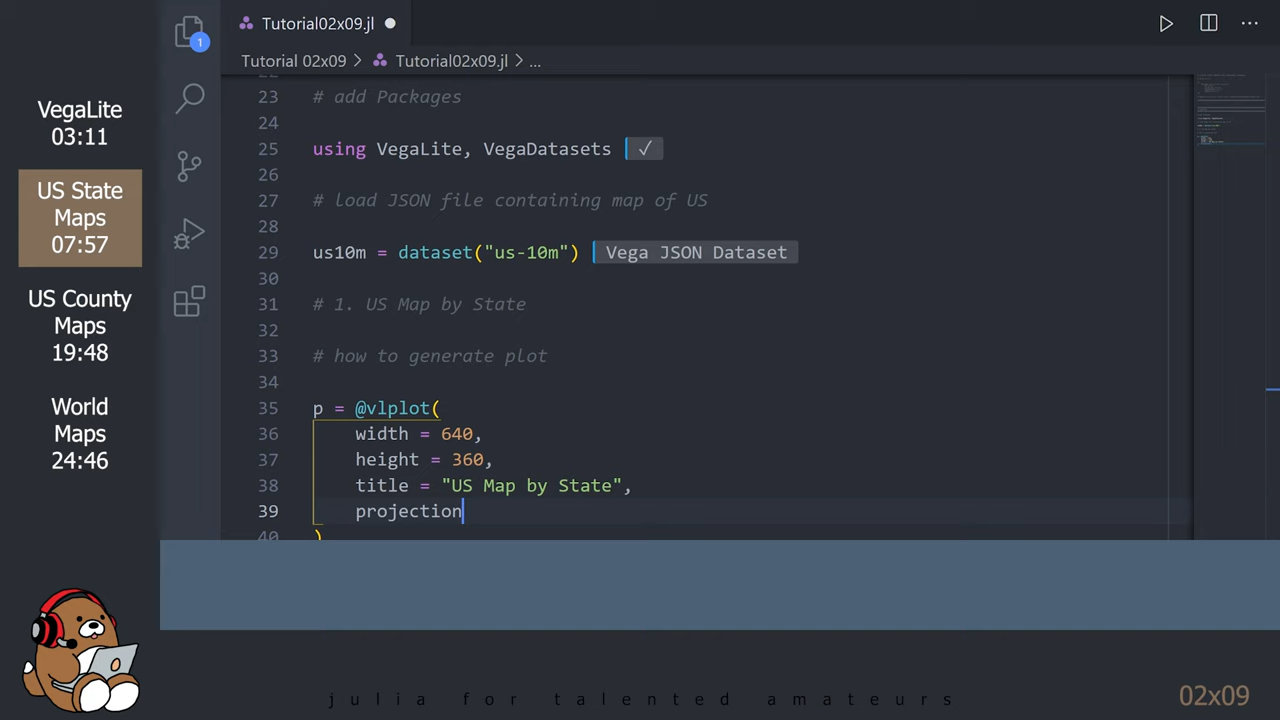 VegaLite
03:11
US State
Maps
07:57
US County
Maps
19:48
World
Maps
24:46
1
Tutorial02x09.jl
Tutorial 02x09 > Tutorial02x09.jl > ...
23 # add Packages
24
25 using VegaLite, VegaDatasets ✓
26
27 # load JSON file containing map of US
28
29 us10m = dataset("us-10m") Vega JSON Dataset
30
31 # 1. US Map by State
32
33 # how to generate plot
34
35 p = @vlplot(
36 width = 640,
37 height = 360,
38 title = "US Map by State",
39 projection
40 )
julia for talented amateurs
02x09